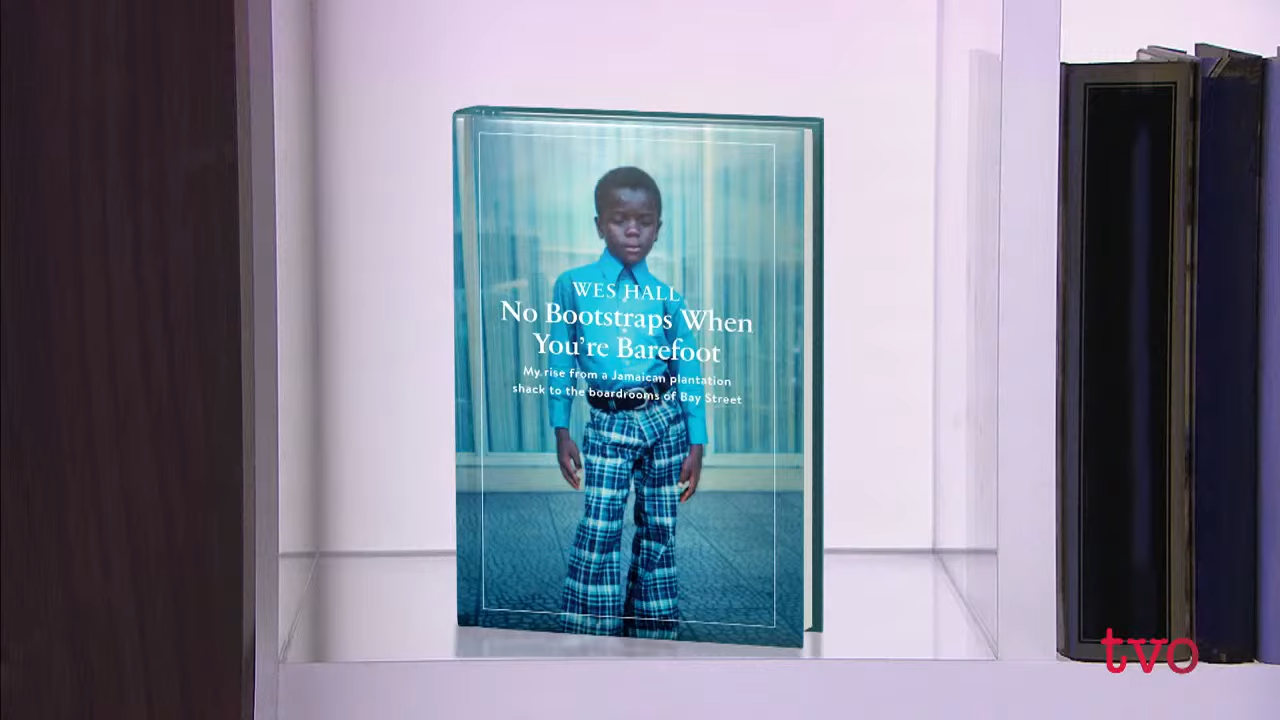 WES HALL
No Bootstraps When
You're Barefoot
My rise from a Jamaican plantation
shack to the boardrooms of Bay Street
tvo